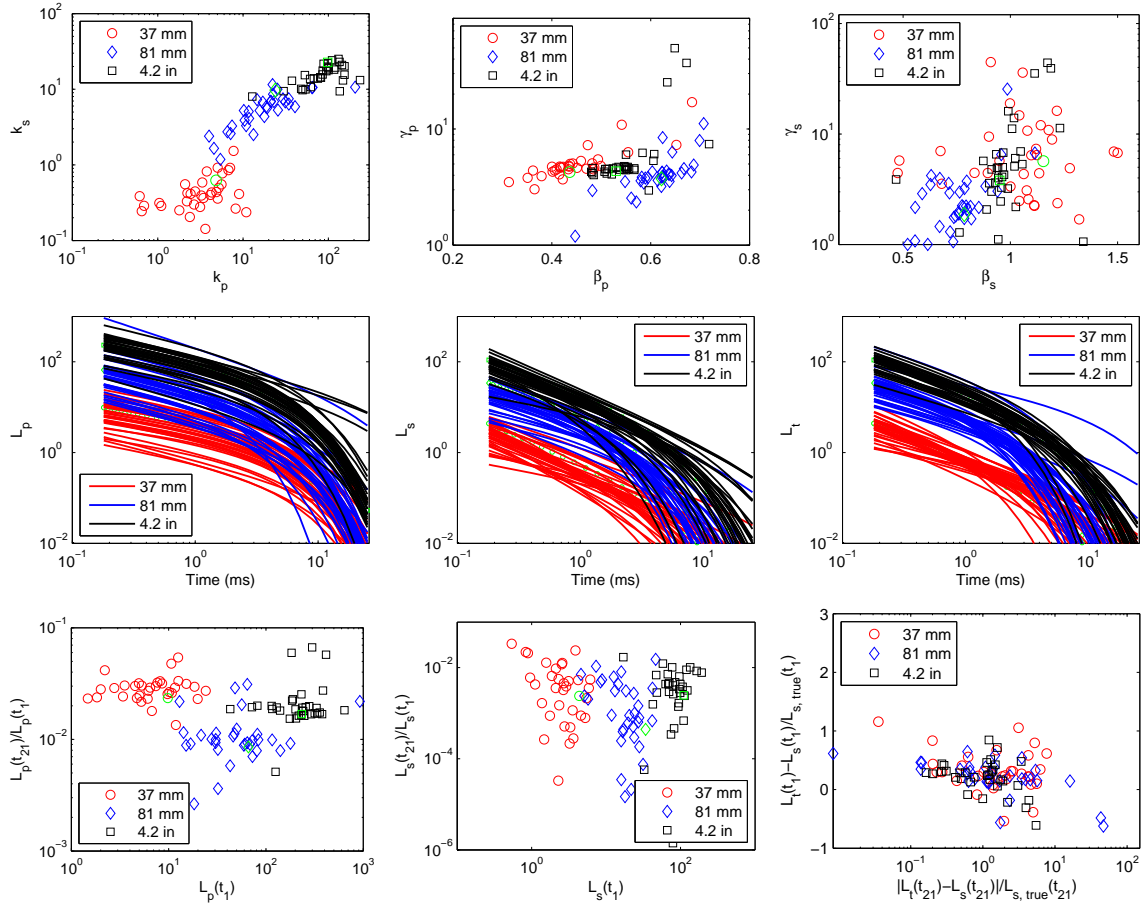 37 mm
81 mm
4.2 in
k_s
10^2
10^1
10^0
10^−1
10^−1 10^0 10^1 10^2
k_p
37 mm
81 mm
4.2 in
γ_p
10^1
10^0
0.2 0.4 0.6 0.8
β_p
37 mm
81 mm
4.2 in
γ_s
10^2
10^1
10^0
0.5 1 1.5
β_s
L_p
10^2
10^0
10^−2
37 mm
81 mm
4.2 in
10^−1 10^0 10^1
Time (ms)
37 mm
81 mm
4.2 in
L_s
10^2
10^0
10^−2
10^−1 10^0 10^1
Time (ms)
37 mm
81 mm
4.2 in
L_t
10^2
10^0
10^−2
10^−1 10^0 10^1
Time (ms)
L_p(t_21)/L_p(t_1)
10^−1
10^−2
10^−3
37 mm
81 mm
4.2 in
10^0 10^1 10^2 10^3
L_p(t_1)
L_s(t_21)/L_s(t_1)
10^−2
10^−4
10^−6
37 mm
81 mm
4.2 in
10^0 10^2
L_s(t_1)
37 mm
81 mm
4.2 in
L_t(t_1)−L_s(t_1)/L_s, true(t_1)
3
2
1
0
−1
10^−1 10^0 10^1 10^2
|L_t(t_21)−L_s(t_21)|/L_s, true(t_21)